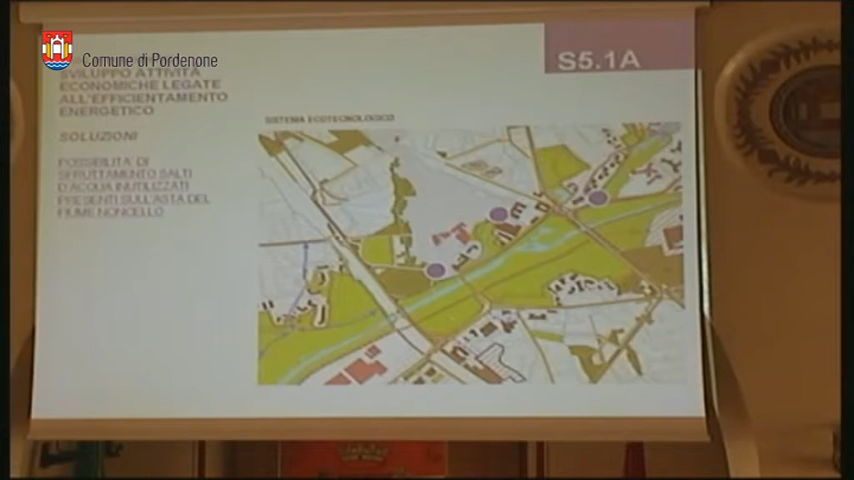 Comune di Pordenone
S5.1A
SVILUPPO ATTIVITÀ
ECONOMICHE LEGATE
ALL'EFFICIENTAMENTO
ENERGETICO
SISTEMA ECOTECNOLOGICO
SOLUZIONI
POSSIBILITA' DI
SFRUTTAMENTO SALTI
D'ACQUA INUTILIZZATI
PRESENTI SULL'ASTA DEL
FIUME NONCELLO